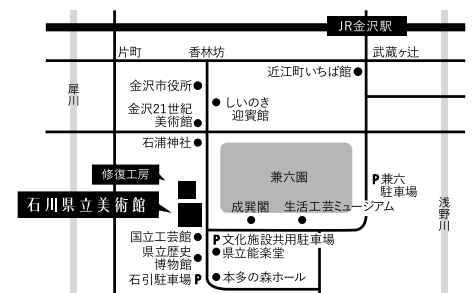 JR金沢駅
片町
香林坊
武蔵ヶ辻
近江町いちば館
犀川
金沢市役所
しいのき
迎賓館
金沢21世紀
美術館
石浦神社
兼六園
修復工房
P兼六
駐車場
石川県立美術館
成巽閣
生活工芸ミュージアム
浅野川
国立工芸館
P文化施設共用駐車場
県立歴史
博物館
県立能楽堂
石引駐車場P
本多の森ホール